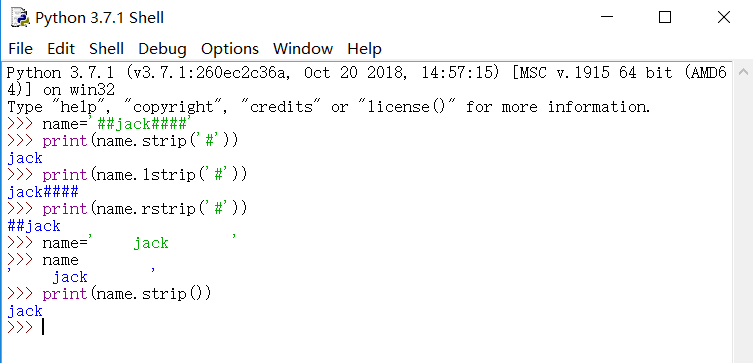 Python 3.7.1 Shell
File Edit Shell Debug Options Window Help
Python 3.7.1 (v3.7.1:260ec2c36a, Oct 20 2018, 14:57:15) [MSC v.1915 64 bit (AMD6
4)] on win32
Type "help", "copyright", "credits" or "license()" for more information.
>>> name='##jack####'
>>> print(name.strip('#'))
jack
>>> print(name.lstrip('#'))
jack####
>>> print(name.rstrip('#'))
##jack
>>> name='     jack        '
>>> name
'     jack        '
>>> print(name.strip())
jack
>>>